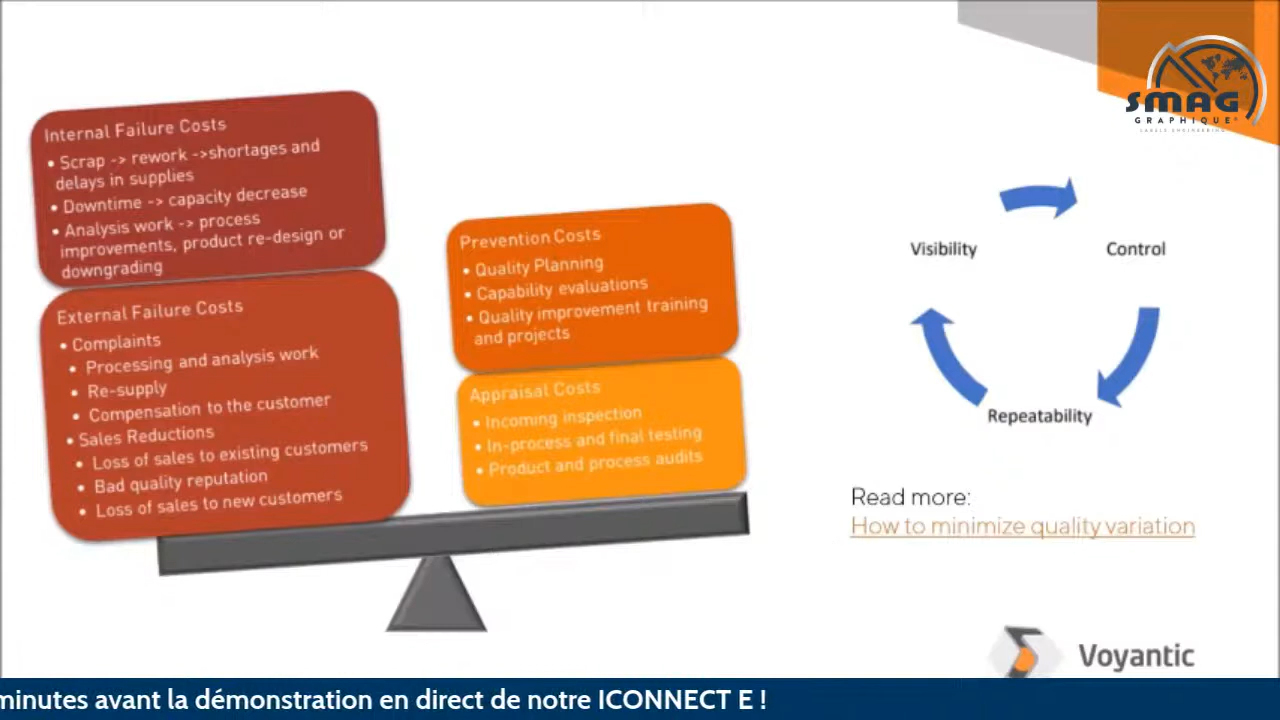 SMAG
GRAPHIQUE
LABELS ENGINEERING
Internal Failure Costs
• Scrap -> rework ->shortages and
delays in supplies
• Downtime -> capacity decrease
• Analysis work -> process
improvements, product re-design or
downgrading
External Failure Costs
• Complaints
• Processing and analysis work
• Re-supply
• Compensation to the customer
• Sales Reductions
• Loss of sales to existing customers
• Bad quality reputation
• Loss of sales to new customers
Prevention Costs
• Quality Planning
• Capability evaluations
• Quality improvement training
and projects
Appraisal Costs
• Incoming inspection
• In-process and final testing
• Product and process audits
Visibility
Control
Repeatability
Read more:
How to minimize quality variation
Voyantic
minutes avant la démonstration en direct de notre ICONNECT E !